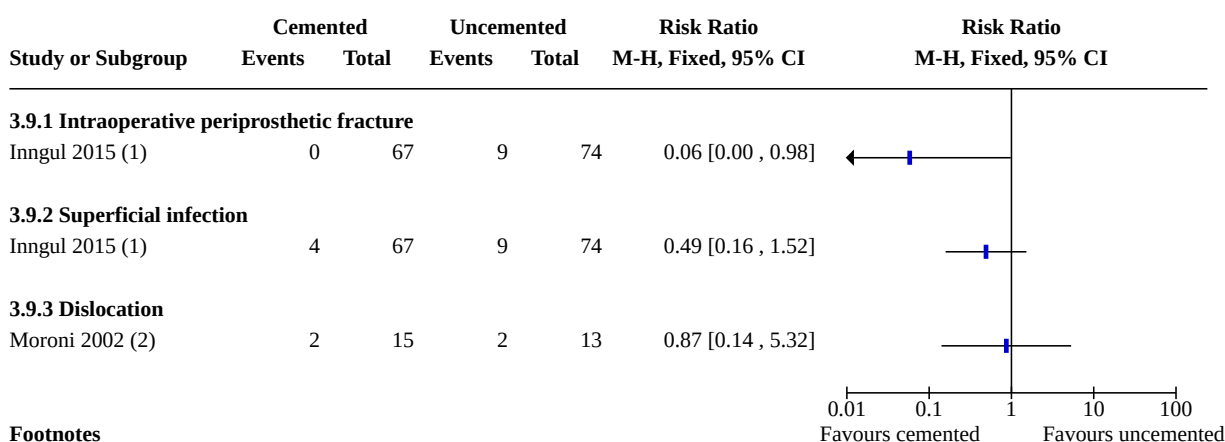 Cemented Uncemented Risk Ratio Risk Ratio
Study or Subgroup Events Total Events Total M-H, Fixed, 95% CI M-H, Fixed, 95% CI
3.9.1 Intraoperative periprosthetic fracture
Inngul 2015 (1) 0 67 9 74 0.06 [0.00 , 0.98]
3.9.2 Superficial infection
Inngul 2015 (1) 4 67 9 74 0.49 [0.16 , 1.52]
3.9.3 Dislocation
Moroni 2002 (2) 2 15 2 13 0.87 [0.14 , 5.32]
0.01 0.1 1 10 100
Footnotes Favours cemented Favours uncemented